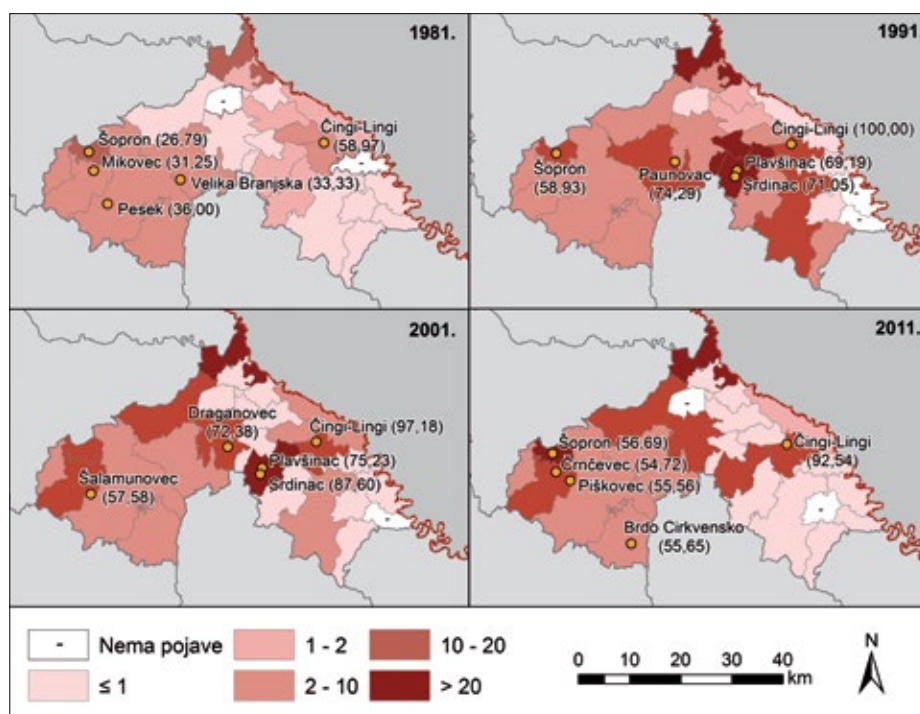 1981.
Šopron (26,79)
Mikovec (31,25)
Velika Branjska (33,33)
Pesek (36,00)
Čingi-Lingi
(58,97)
1991.
Šopron
(58,93)
Paunovac
(74,29)
Čingi-Lingi (100,00)
Plavšinac (69,19)
Srdinac (71,05)
2001.
Draganovec
(72,38)
Čingi-Lingi (97,18)
Plavšinac (75,23)
Srdinac (87,60)
Šalamunovec
(57,58)
2011.
Šopron (56,69)
Črnčevec (54,72)
Piškovec (55,56)
Čingi-Lingi
(92,54)
Brdo Cirkvensko
(55,65)
- Nema pojave
≤ 1
1 - 2
2 - 10
10 - 20
> 20
0 10 20 30 40
km
N